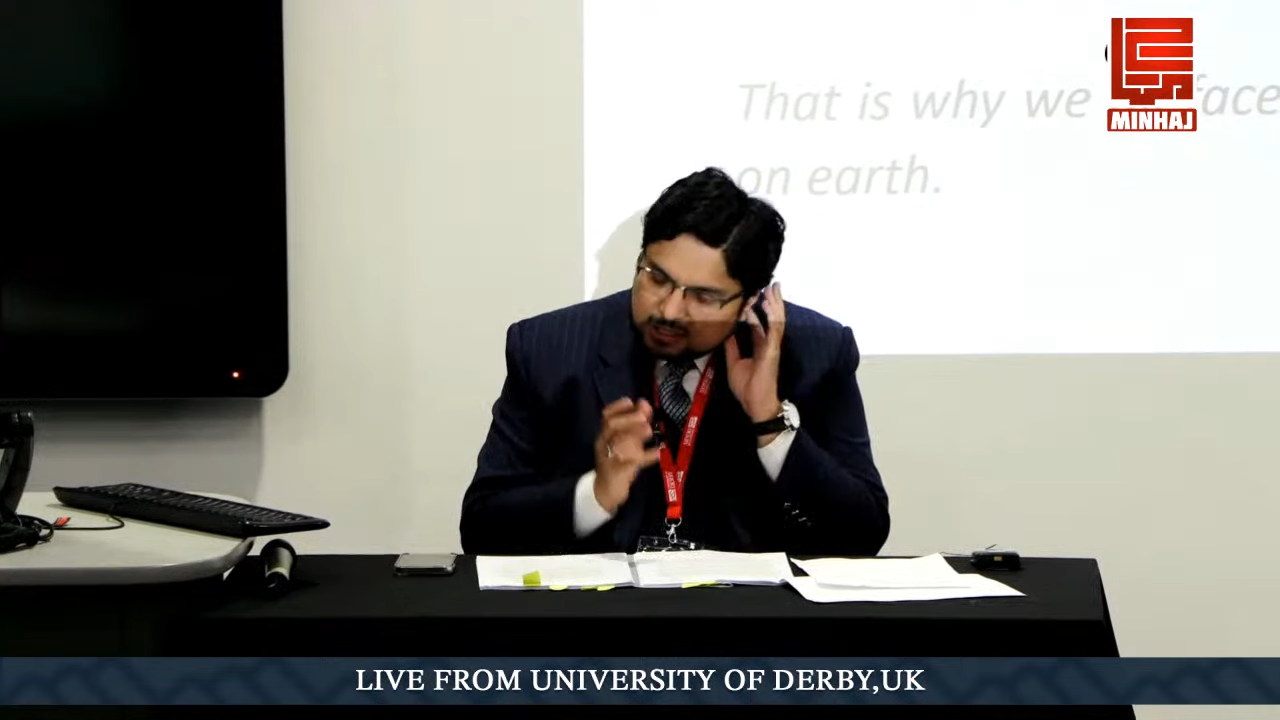 MINHAJ
That is why we face
on earth.
LIVE FROM UNIVERSITY OF DERBY,UK